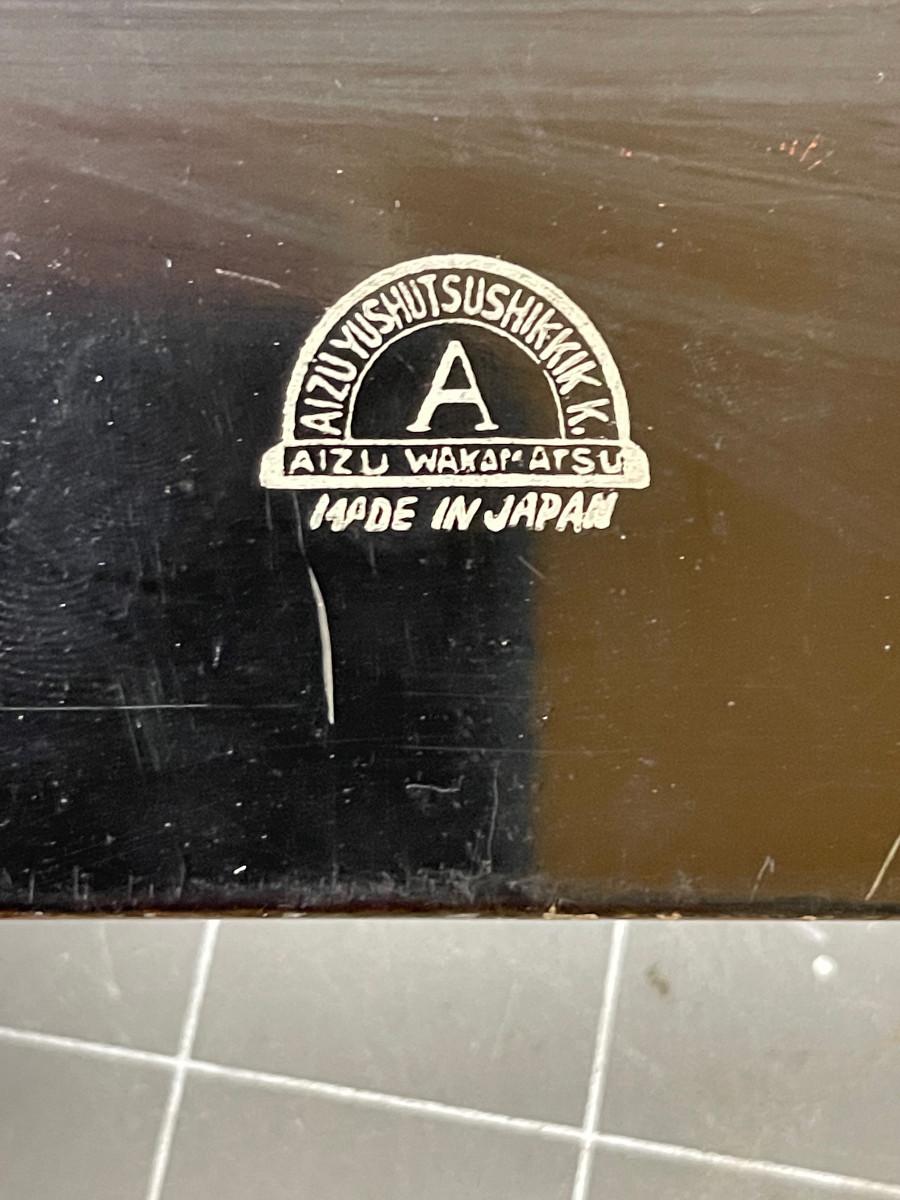 AIZU YUSHUTSUSHIKKIK. K.
A
AIZU WAKAMATSU
MADE IN JAPAN